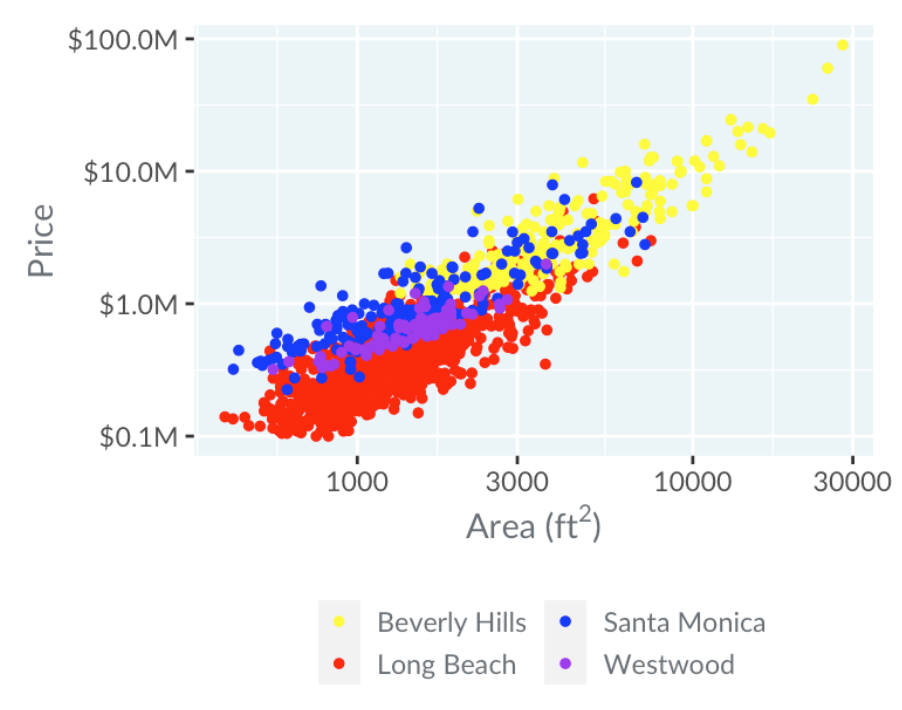 $100.0M
$10.0M
$1.0M
$0.1M
Price
1000 3000 10000 30000
Area (ft²)
Beverly Hills Santa Monica
Long Beach Westwood